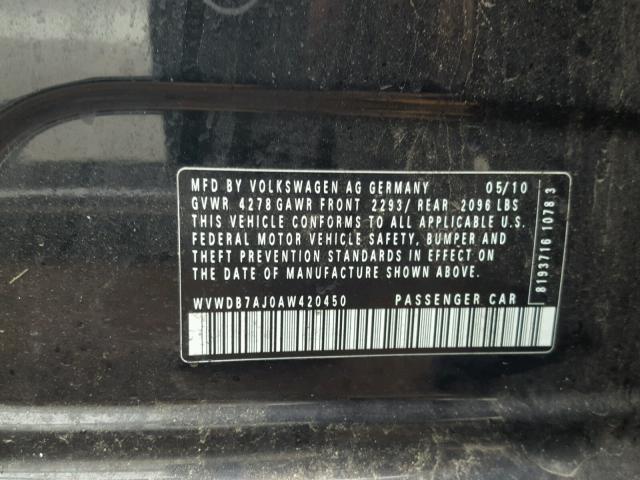 MFD BY VOLKSWAGEN AG GERMANY 05/10
GVWR 4278 GAWR FRONT 2293/ REAR 2096 LBS
THIS VEHICLE CONFORMS TO ALL APPLICABLE U.S.
FEDERAL MOTOR VEHICLE SAFETY, BUMPER AND
THEFT PREVENTION STANDARDS IN EFFECT ON
THE DATE OF MANUFACTURE SHOWN ABOVE.
WVWDB7AJ0AW420450 PASSENGER CAR
8193716 1078 3